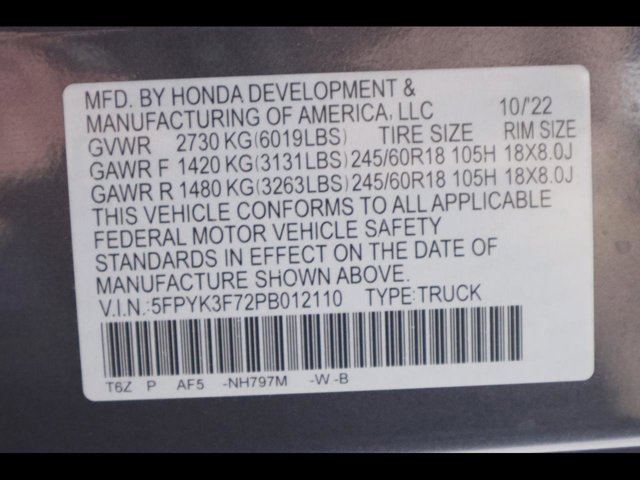 MFD. BY HONDA DEVELOPMENT &
MANUFACTURING OF AMERICA, LLC 10/'22
GVWR 2730 KG(6019LBS) TIRE SIZE RIM SIZE
GAWR F 1420 KG(3131LBS) 245/60R18 105H 18X8.0J
GAWR R 1480 KG(3263LBS) 245/60R18 105H 18X8.0J
THIS VEHICLE CONFORMS TO ALL APPLICABLE
FEDERAL MOTOR VEHICLE SAFETY
STANDARDS IN EFFECT ON THE DATE OF
MANUFACTURE SHOWN ABOVE.
V.I.N.:5FPYK3F72PB012110 TYPE:TRUCK
T6Z P AF5 -NH797M -W -B